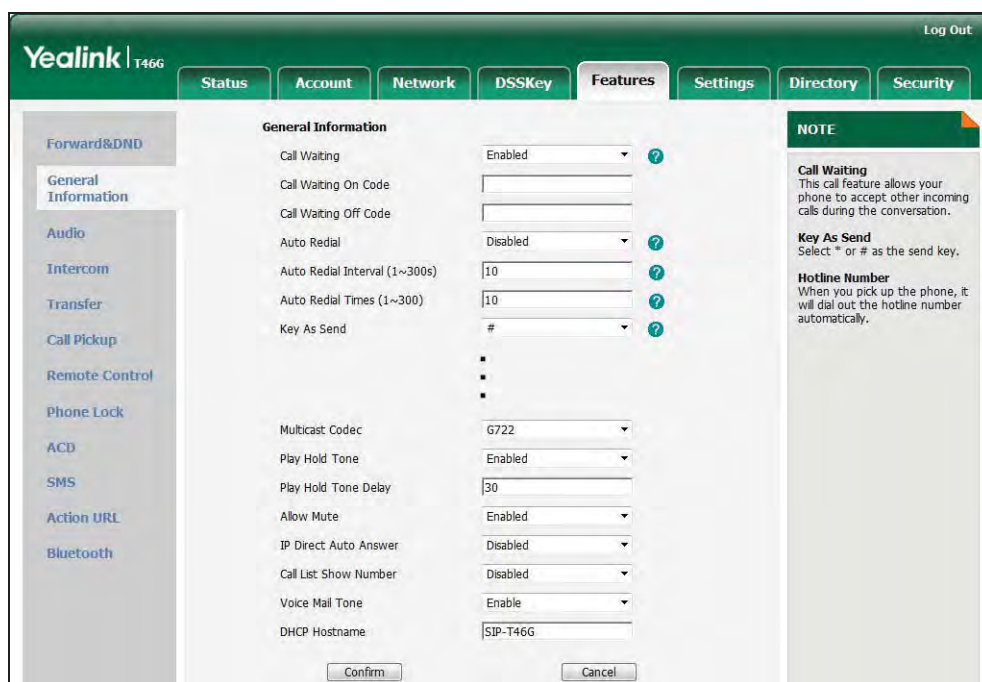 Log Out
Yealink T46G
Status Account Network DSSKey Features Settings Directory Security
Forward&DND
General
Information
Audio
Intercom
Transfer
Call Pickup
Remote Control
Phone Lock
ACD
SMS
Action URL
Bluetooth
General Information
Call Waiting Enabled ?
Call Waiting On Code
Call Waiting Off Code
Auto Redial Disabled ?
Auto Redial Interval (1~300s) 10 ?
Auto Redial Times (1~300) 10 ?
Key As Send # ?
Multicast Codec G722
Play Hold Tone Enabled
Play Hold Tone Delay 30
Allow Mute Enabled
IP Direct Auto Answer Disabled
Call List Show Number Disabled
Voice Mail Tone Enable
DHCP Hostname SIP-T46G
Confirm Cancel
NOTE
Call Waiting
This call feature allows your
phone to accept other incoming
calls during the conversation.
Key As Send
Select * or # as the send key.
Hotline Number
When you pick up the phone, it
will dial out the hotline number
automatically.